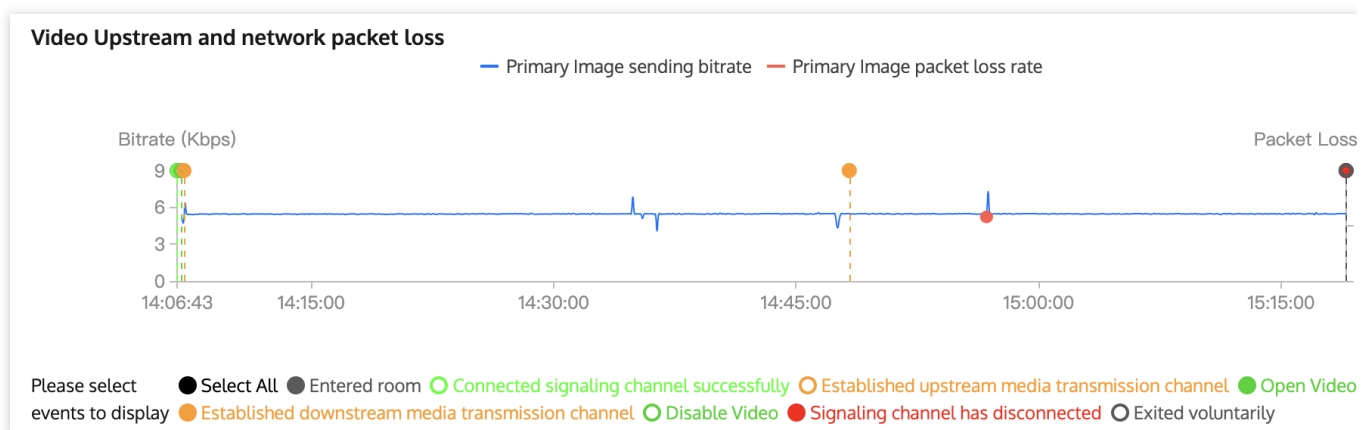 Video Upstream and network packet loss
Primary Image sending bitrate Primary Image packet loss rate
Bitrate (Kbps) Packet Loss
9
6
3
0
14:06:43 14:15:00 14:30:00 14:45:00 15:00:00 15:15:00
Please select Select All Entered room Connected signaling channel successfully Established upstream media transmission channel Open Video
events to display Established downstream media transmission channel Disable Video Signaling channel has disconnected Exited voluntarily